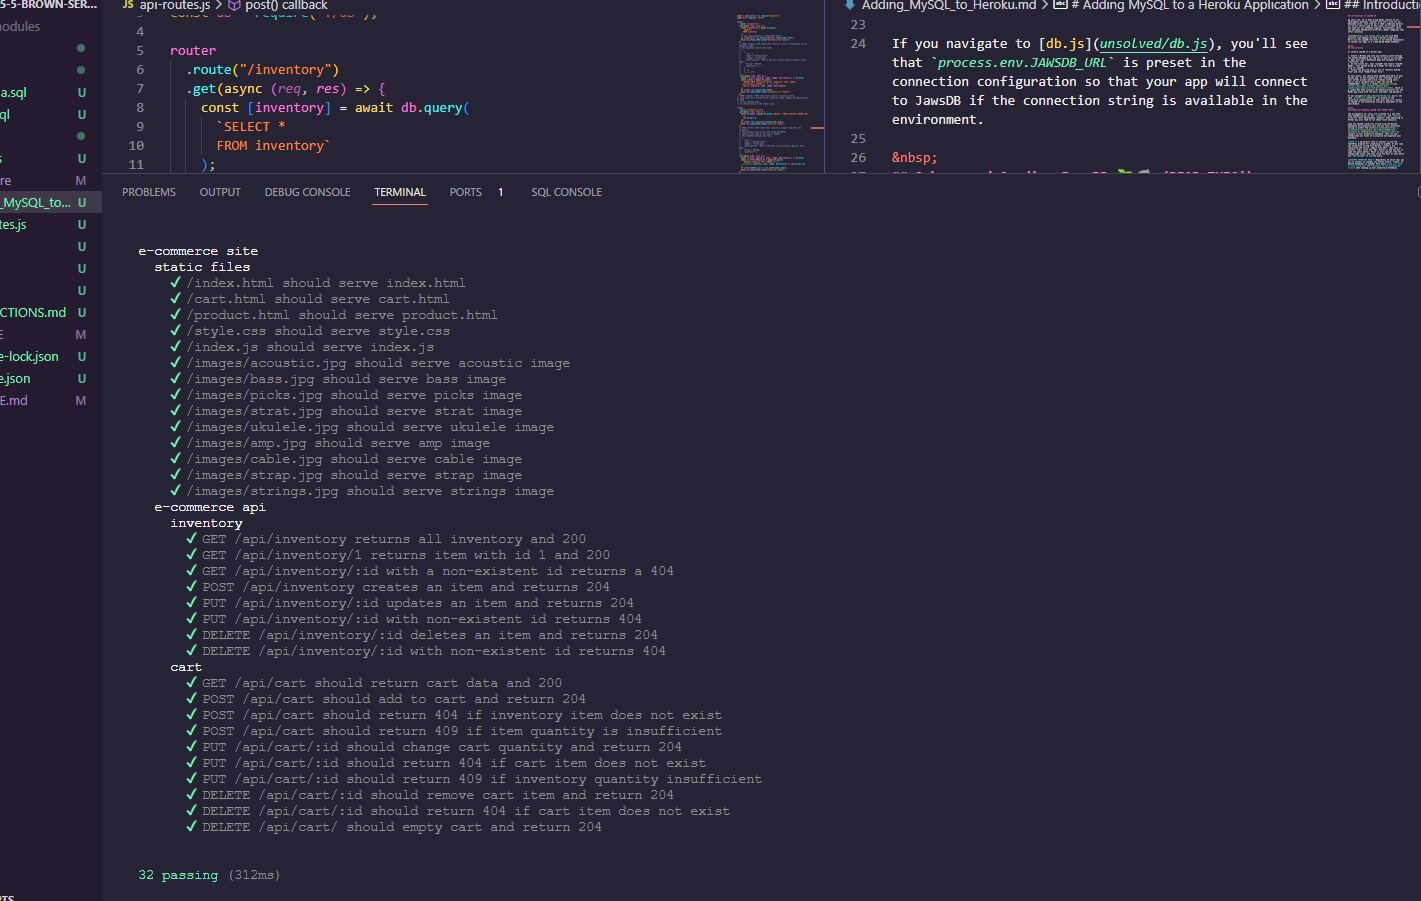 5-5-BROWN-SER...
nodules
a.sql U
ql U
s U
re M
_MySQL_to... U
tes.js U
U
U
U
CTIONS.md U
E M
e-lock.json U
e.json U
E.md M
JS api-routes.js > post() callback
4
5 router
6 .route("/inventory")
7 .get(async (req, res) => {
8 const [inventory] = await db.query(
9 `SELECT *
10 FROM inventory`
11 );
Adding_MySQL_to_Heroku.md > # Adding MySQL to a Heroku Application > ## Introductio
23
24 If you navigate to [db.js](unsolved/db.js), you'll see
that `process.env.JAWSDB_URL` is preset in the
connection configuration so that your app will connect
to JawsDB if the connection string is available in the
environment.
25
26 &nbsp;
PROBLEMS OUTPUT DEBUG CONSOLE TERMINAL PORTS 1 SQL CONSOLE
e-commerce site
static files
✓ /index.html should serve index.html
✓ /cart.html should serve cart.html
✓ /product.html should serve product.html
✓ /style.css should serve style.css
✓ /index.js should serve index.js
✓ /images/acoustic.jpg should serve acoustic image
✓ /images/bass.jpg should serve bass image
✓ /images/picks.jpg should serve picks image
✓ /images/strat.jpg should serve strat image
✓ /images/ukulele.jpg should serve ukulele image
✓ /images/amp.jpg should serve amp image
✓ /images/cable.jpg should serve cable image
✓ /images/strap.jpg should serve strap image
✓ /images/strings.jpg should serve strings image
e-commerce api
inventory
✓ GET /api/inventory returns all inventory and 200
✓ GET /api/inventory/1 returns item with id 1 and 200
✓ GET /api/inventory/:id with a non-existent id returns a 404
✓ POST /api/inventory creates an item and returns 204
✓ PUT /api/inventory/:id updates an item and returns 204
✓ PUT /api/inventory/:id with non-existent id returns 404
✓ DELETE /api/inventory/:id deletes an item and returns 204
✓ DELETE /api/inventory/:id with non-existent id returns 404
cart
✓ GET /api/cart should return cart data and 200
✓ POST /api/cart should add to cart and return 204
✓ POST /api/cart should return 404 if inventory item does not exist
✓ POST /api/cart should return 409 if item quantity is insufficient
✓ PUT /api/cart/:id should change cart quantity and return 204
✓ PUT /api/cart/:id should return 404 if cart item does not exist
✓ PUT /api/cart/:id should return 409 if inventory quantity insufficient
✓ DELETE /api/cart/:id should remove cart item and return 204
✓ DELETE /api/cart/:id should return 404 if cart item does not exist
✓ DELETE /api/cart/ should empty cart and return 204
32 passing (312ms)